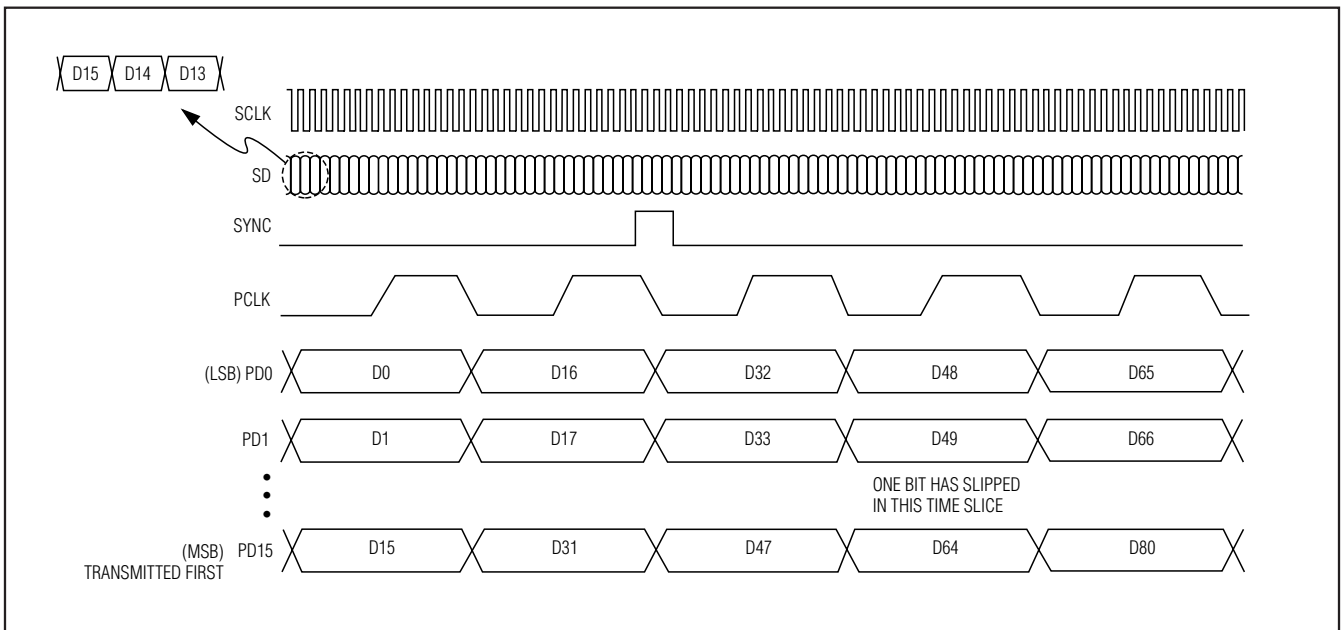 D15 D14 D13
SCLK
SD
SYNC
PCLK
(LSB) PD0 D0 D16 D32 D48 D65
PD1 D1 D17 D33 D49 D66
ONE BIT HAS SLIPPED
IN THIS TIME SLICE
(MSB) PD15 D15 D31 D47 D64 D80
TRANSMITTED FIRST